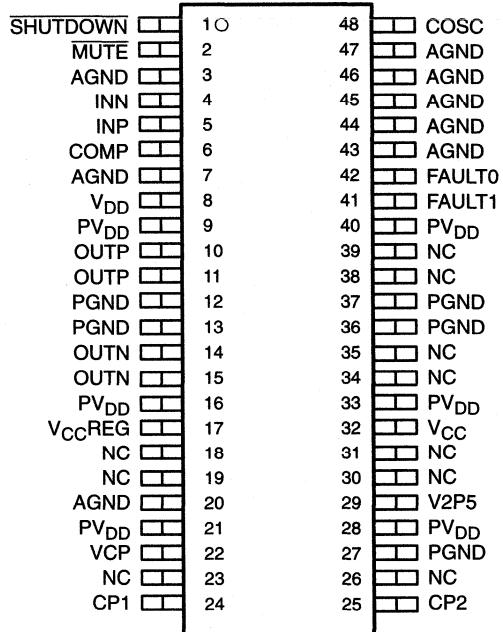 SHUTDOWN 1 48 COSC
MUTE 2 47 AGND
AGND 3 46 AGND
INN 4 45 AGND
INP 5 44 AGND
COMP 6 43 AGND
AGND 7 42 FAULT0
VDD 8 41 FAULT1
PVDD 9 40 PVDD
OUTP 10 39 NC
OUTP 11 38 NC
PGND 12 37 PGND
PGND 13 36 PGND
OUTN 14 35 NC
OUTN 15 34 NC
PVDD 16 33 PVDD
VCCREG 17 32 VCC
NC 18 31 NC
NC 19 30 NC
AGND 20 29 V2P5
PVDD 21 28 PVDD
VCP 22 27 PGND
NC 23 26 NC
CP1 24 25 CP2